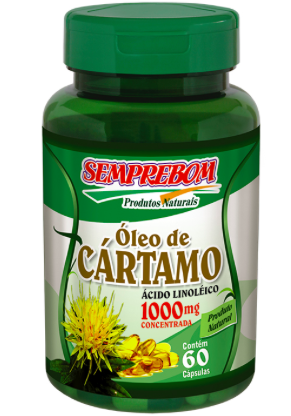 SEMPREBOM
Produtos Naturais
Óleo de
CÁRTAMO
ÁCIDO LINOLÉICO
1000mg
CONCENTRADA
Produto
Natural
Contém
60
Cápsulas